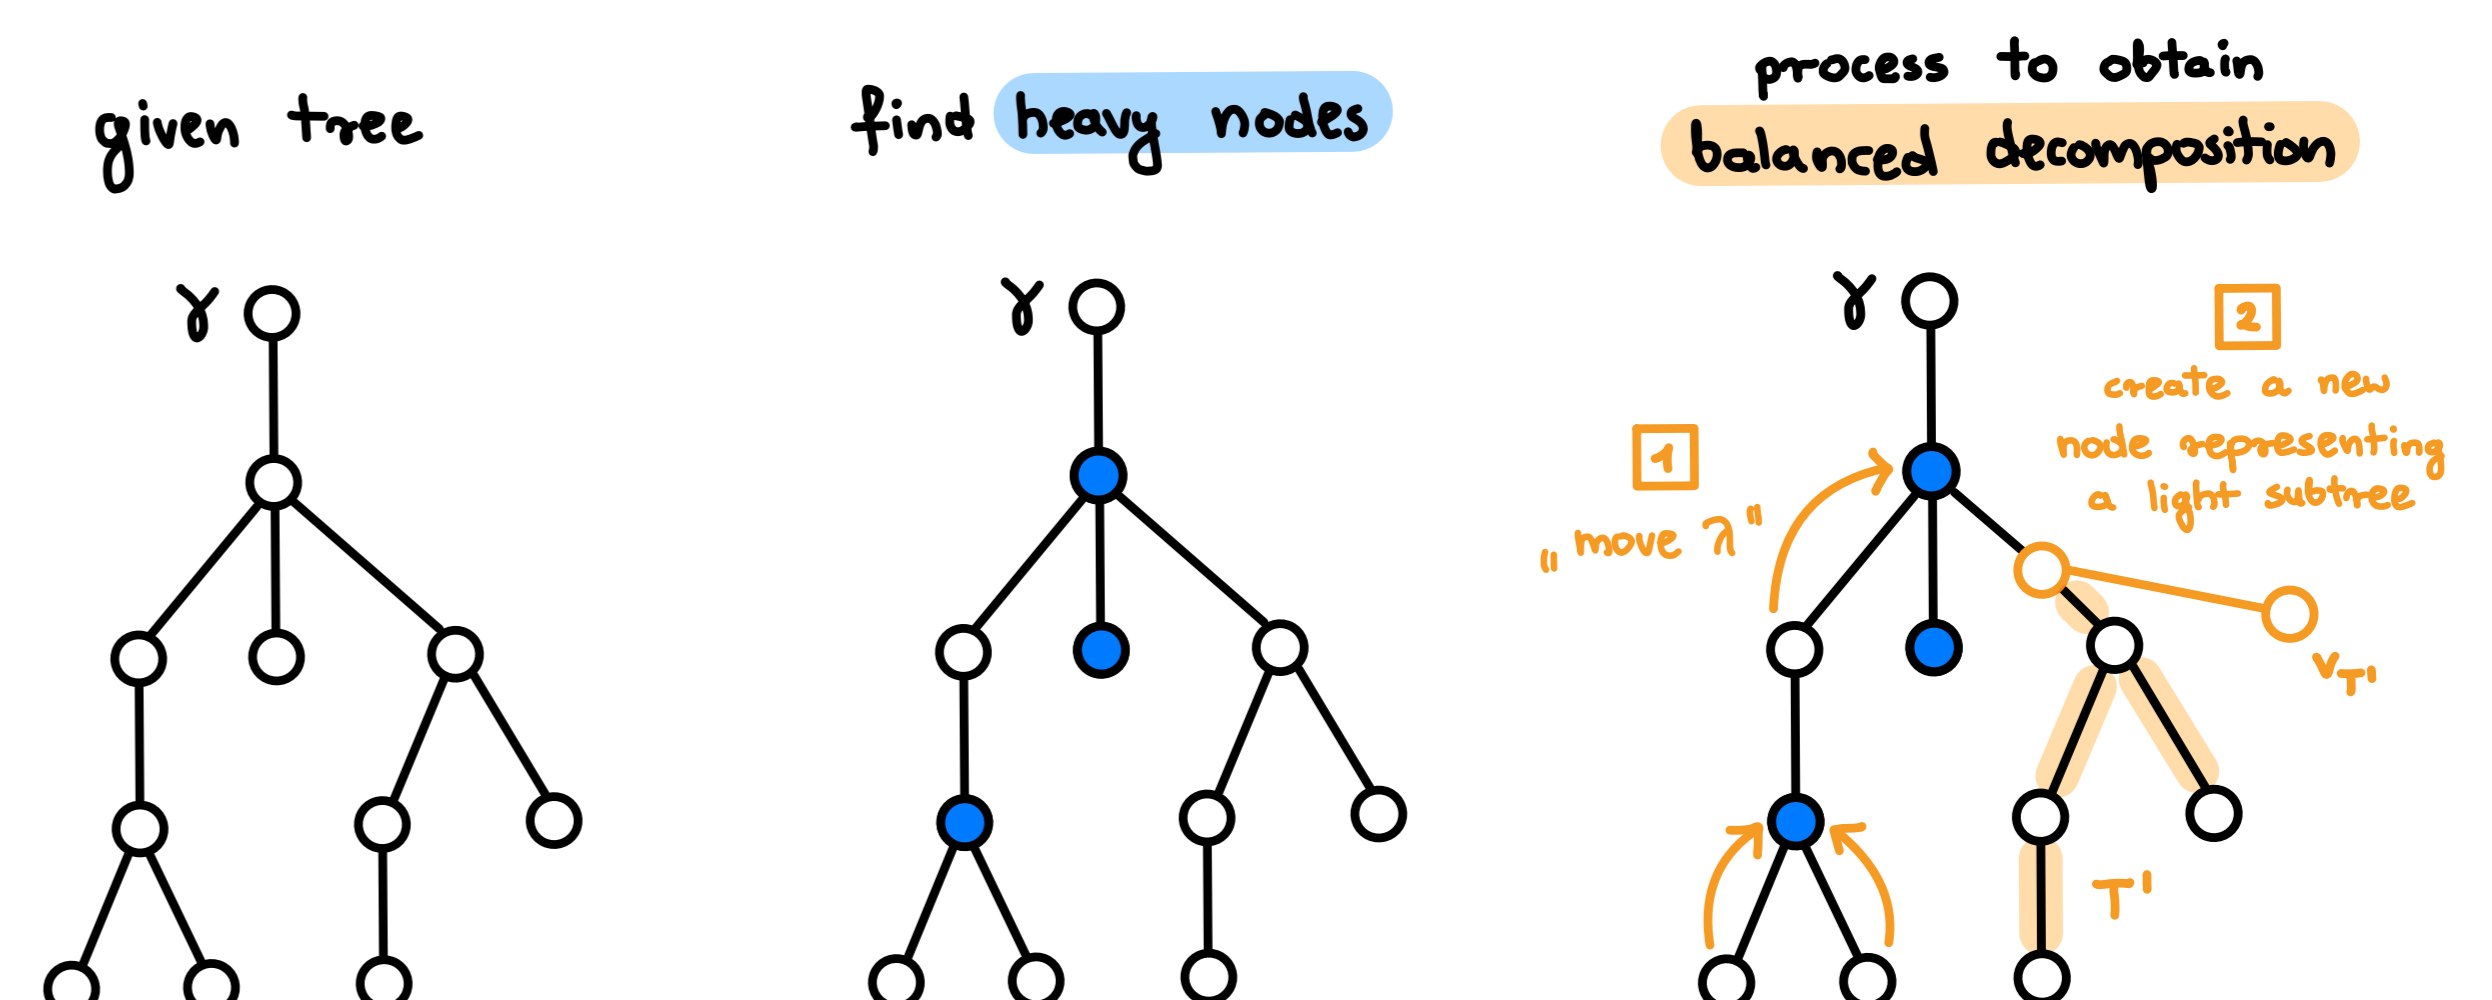 given tree
find heavy nodes
process to obtain
balanced decomposition
γ
γ
γ
1
„move λ"
2
create a new
node representing
a light subtree
v_T'
T'